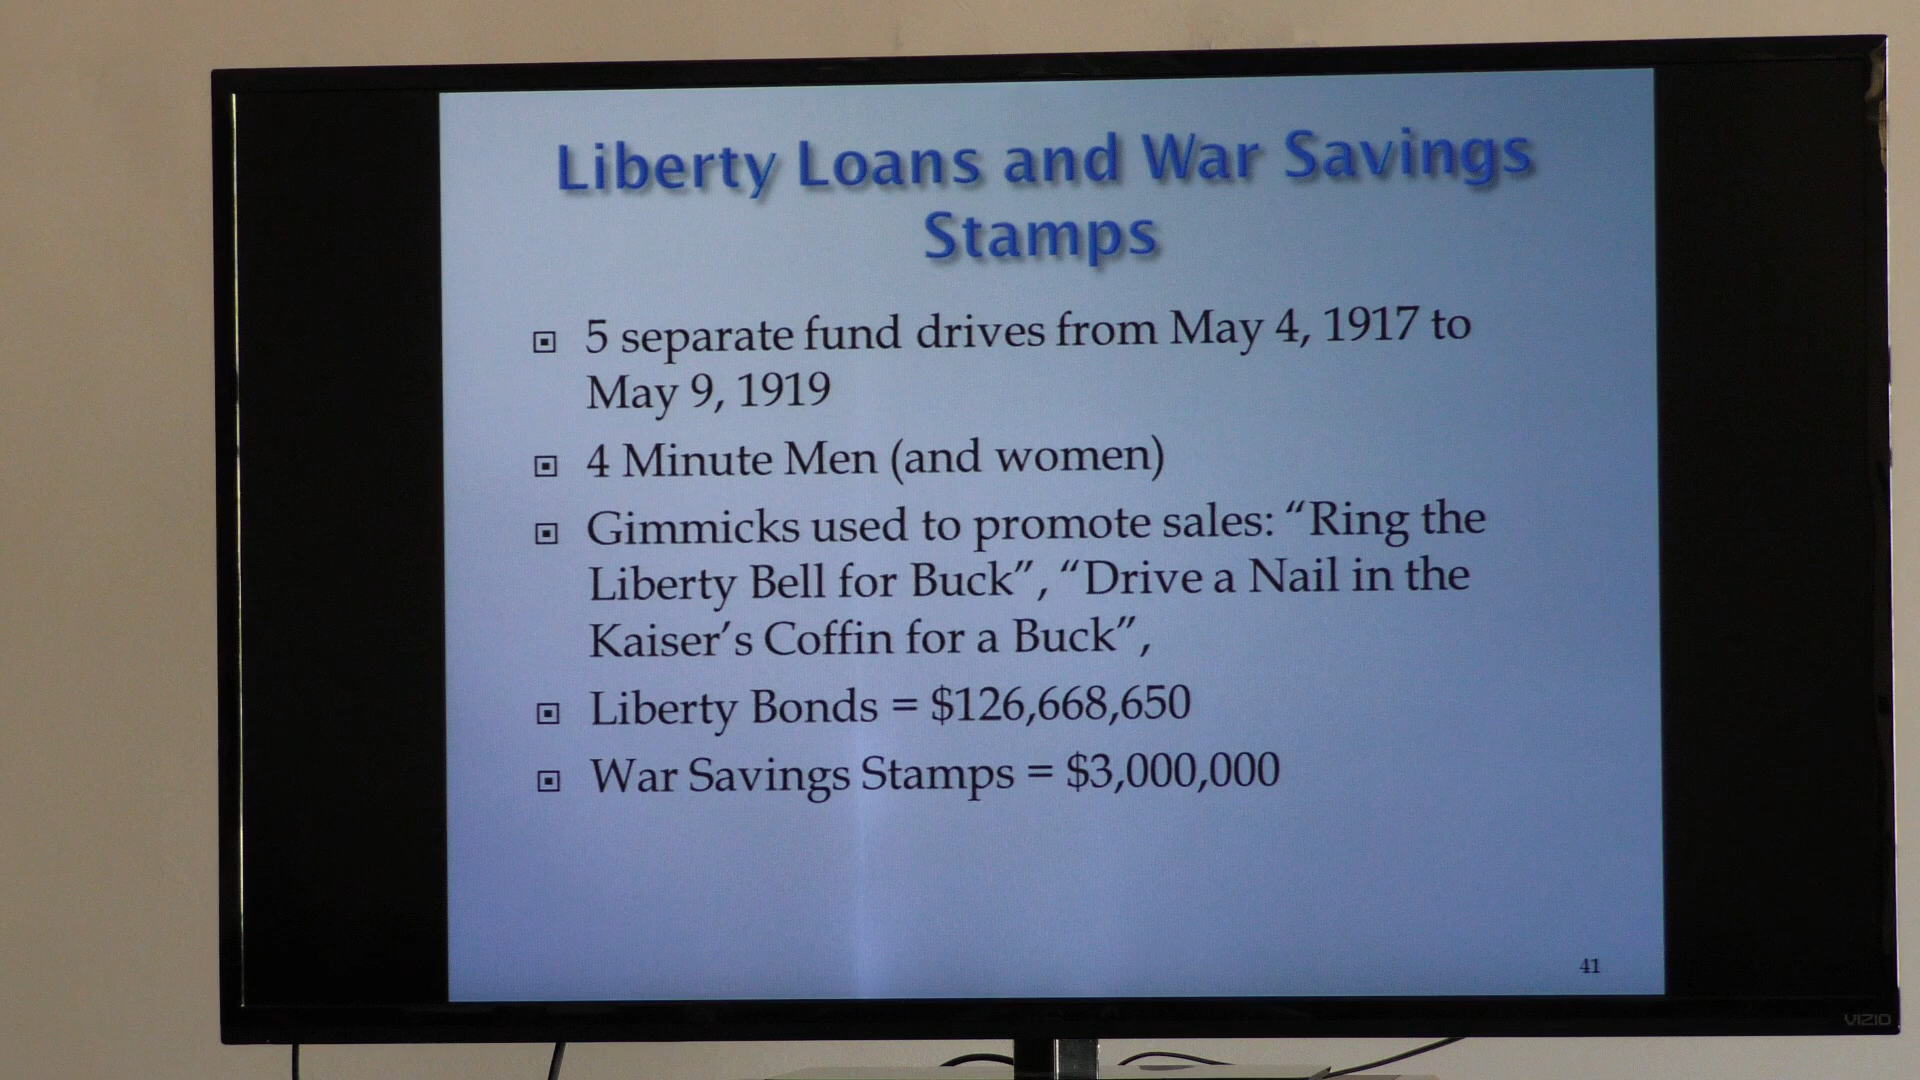 Liberty Loans and War Savings
Stamps
5 separate fund drives from May 4, 1917 to
May 9, 1919
4 Minute Men (and women)
Gimmicks used to promote sales: “Ring the
Liberty Bell for Buck”, “Drive a Nail in the
Kaiser’s Coffin for a Buck”,
Liberty Bonds = $126,668,650
War Savings Stamps = $3,000,000
41
VIZIO